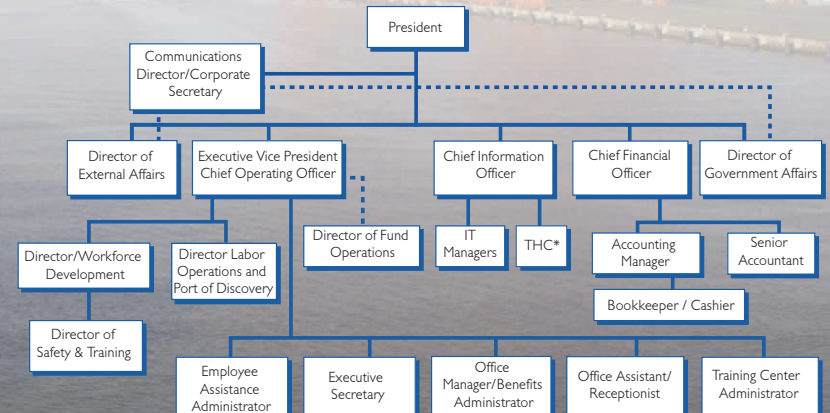 President
Communications
Director/Corporate
Secretary
Director of
External Affairs
Executive Vice President
Chief Operating Officer
Chief Information
Officer
Chief Financial
Officer
Director of
Government Affairs
Director/Workforce
Development
Director Labor
Operations and
Port of Discovery
Director of Fund
Operations
IT
Managers
THC*
Accounting
Manager
Senior
Accountant
Bookkeeper / Cashier
Director of
Safety & Training
Employee
Assistance
Administrator
Executive
Secretary
Office
Manager/Benefits
Administrator
Office Assistant/
Receptionist
Training Center
Administrator